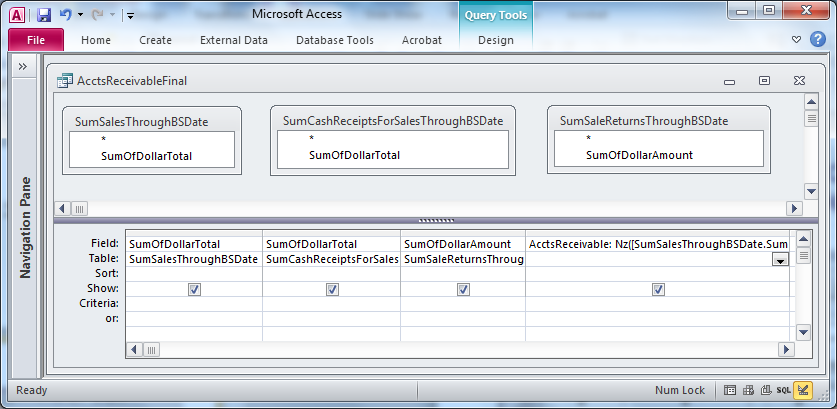 Microsoft Access
Query Tools
File Home Create External Data Database Tools Acrobat Design
AcctsReceivableFinal
SumSalesThroughBSDate
*
SumOfDollarTotal
SumCashReceiptsForSalesThroughBSDate
*
SumOfDollarTotal
SumSaleReturnsThroughBSDate
*
SumOfDollarAmount
Navigation Pane
Field: SumOfDollarTotal SumOfDollarTotal SumOfDollarAmount AcctsReceivable: Nz([SumSalesThroughBSDate.Sum
Table: SumSalesThroughBSDate SumCashReceiptsForSales SumSaleReturnsThroug
Sort:
Show:
Criteria:
or:
Ready
Num Lock
SQL